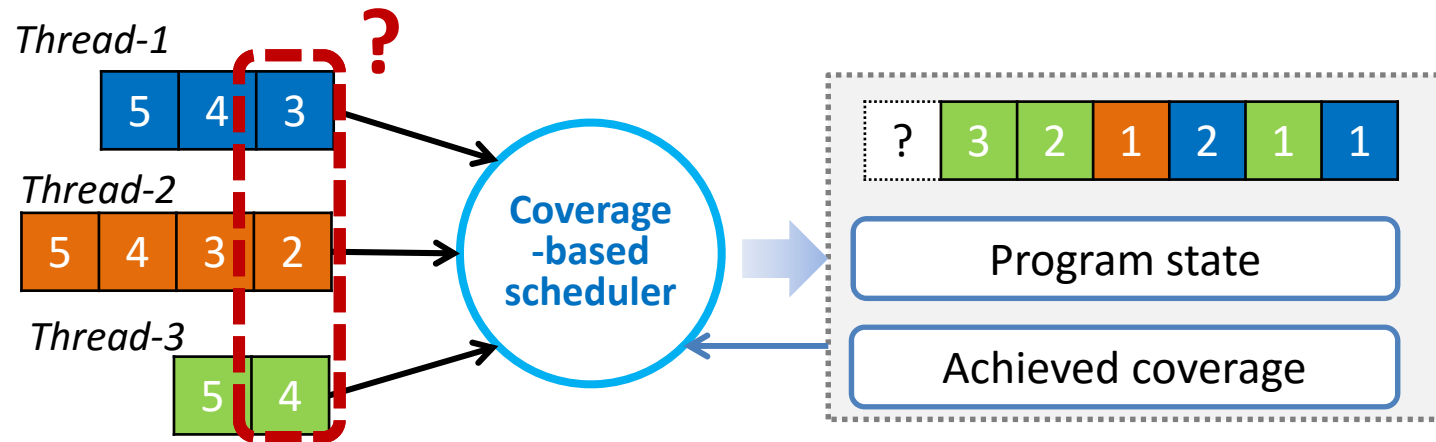 Thread-1
?
5 4 3
Thread-2
5 4 3 2
Thread-3
5 4
Coverage
-based
scheduler
? 3 2 1 2 1 1
Program state
Achieved coverage